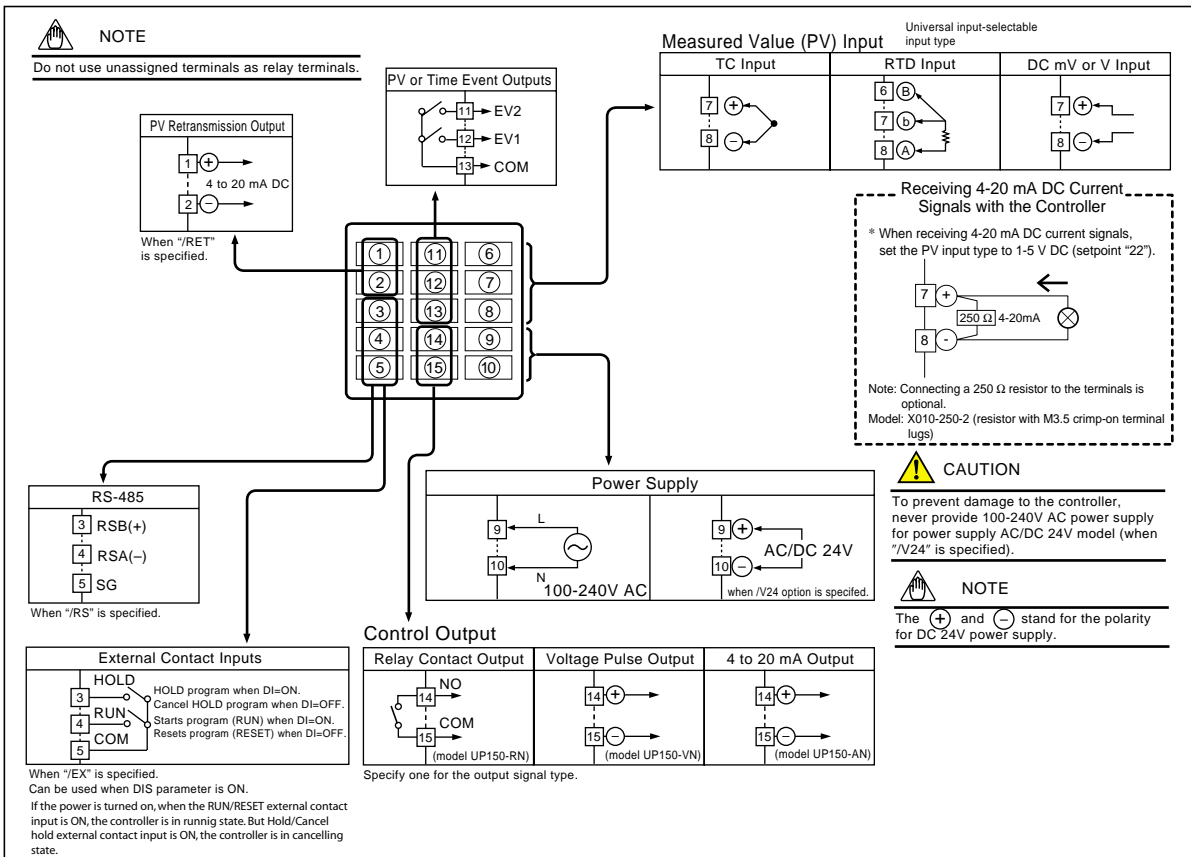 NOTE
Do not use unassigned terminals as relay terminals.
PV Retransmission Output
1 +
4 to 20 mA DC
2 −
When "/RET"
is specified.
PV or Time Event Outputs
11 EV2
12 EV1
13 COM
Measured Value (PV) Input
Universal input-selectable
input type
TC Input
7 +
8 −
RTD Input
6 B
7 b
8 A
DC mV or V Input
7 +
8 −
Receiving 4-20 mA DC Current
Signals with the Controller
* When receiving 4-20 mA DC current signals,
set the PV input type to 1-5 V DC (setpoint "22").
7 +
250 Ω 4-20mA
8 -
Note: Connecting a 250 Ω resistor to the terminals is
optional.
Model: X010-250-2 (resistor with M3.5 crimp-on terminal
lugs)
1 11 6
2 12 7
3 13 8
4 14 9
5 15 10
CAUTION
To prevent damage to the controller,
never provide 100-240V AC power supply
for power supply AC/DC 24V model (when
"/V24" is specified).
NOTE
The + and − stand for the polarity
for DC 24V power supply.
RS-485
3 RSB(+)
4 RSA(−)
5 SG
When "/RS" is specified.
Power Supply
9 L
10 N
100-240V AC
9 +
AC/DC 24V
10 −
when /V24 option is specifed.
External Contact Inputs
HOLD
3
HOLD program when DI=ON.
Cancel HOLD program when DI=OFF.
RUN
4
Starts program (RUN) when DI=ON.
Resets program (RESET) when DI=OFF.
COM
5
When "/EX" is specified.
Can be used when DIS parameter is ON.
If the power is turned on, when the RUN/RESET external contact
input is ON, the controller is in runnig state. But Hold/Cancel
hold external contact input is ON, the controller is in cancelling
state.
Control Output
Relay Contact Output
14 NO
15 COM
(model UP150-RN)
Voltage Pulse Output
14 +
15 −
(model UP150-VN)
4 to 20 mA Output
14 +
15 −
(model UP150-AN)
Specify one for the output signal type.